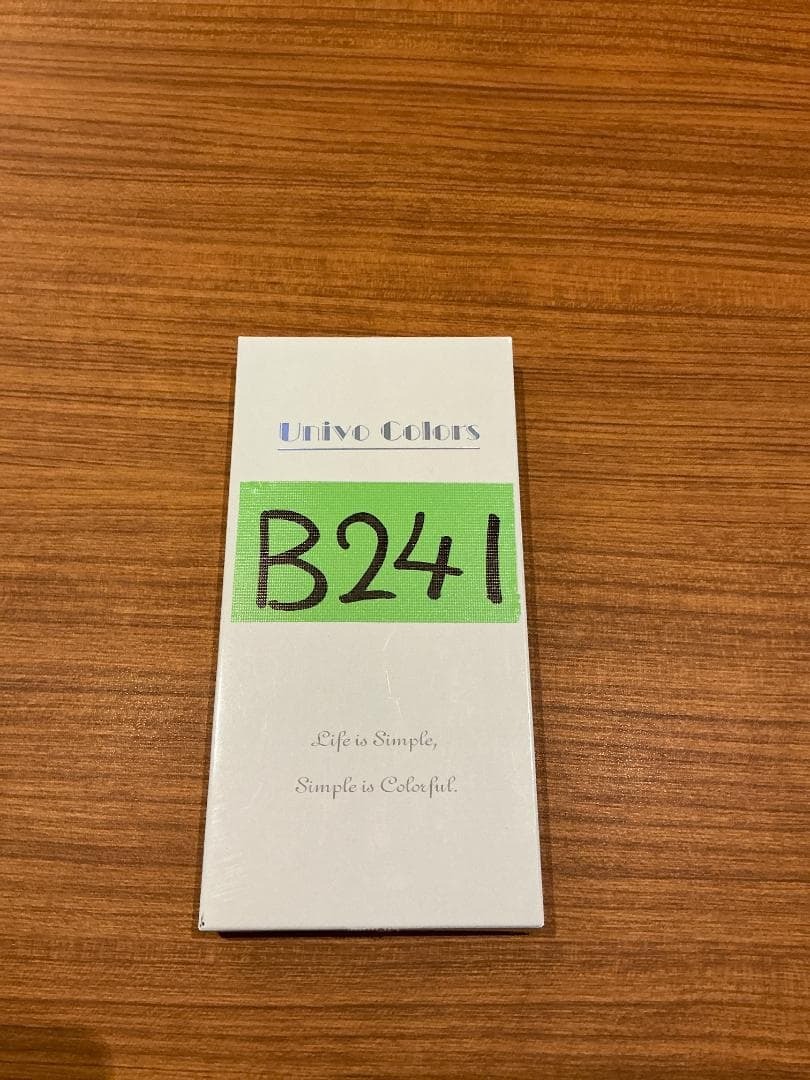 Univo Colors
B241
Life is Simple,
Simple is Colorful.